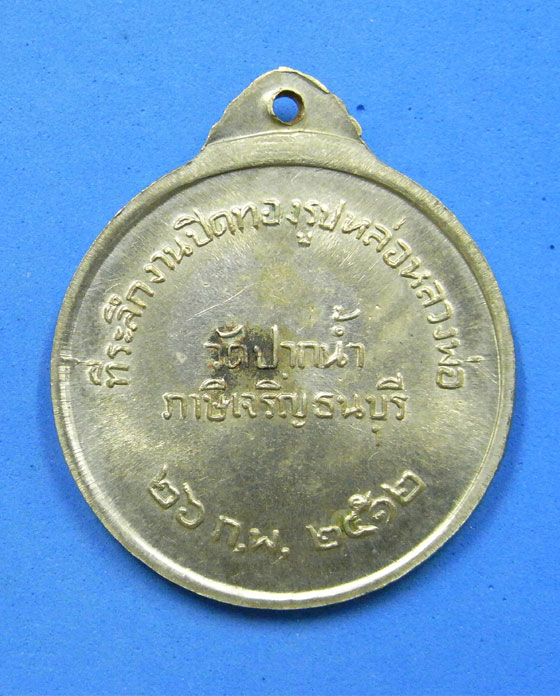 ที่ระลึกงานปิดทองรูปหล่อหลวงพ่อ
วัดปากน้ำ
ภาษีเจริญธนบุรี
๒๖ ก.พ. ๒๕๑๒